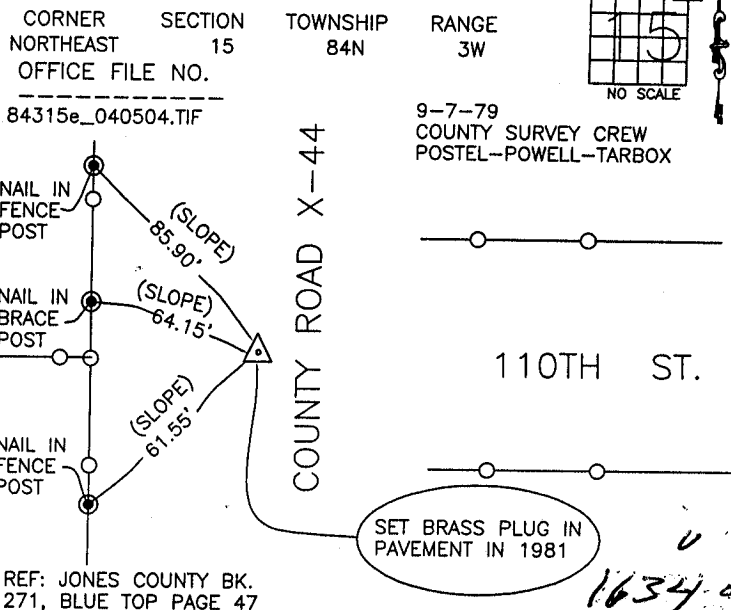 CORNER SECTION TOWNSHIP RANGE
NORTHEAST 15 84N 3W
OFFICE FILE NO.
84315e_040504.TIF
15
NO SCALE
9-7-79
COUNTY SURVEY CREW
POSTEL-POWELL-TARBOX
NAIL IN
FENCE
POST
(SLOPE)
85.90'
NAIL IN
BRACE
POST
(SLOPE)
64.15'
NAIL IN
FENCE
POST
(SLOPE)
61.55'
COUNTY ROAD X-44
110TH ST.
SET BRASS PLUG IN
PAVEMENT IN 1981
REF: JONES COUNTY BK.
271, BLUE TOP PAGE 47
1634